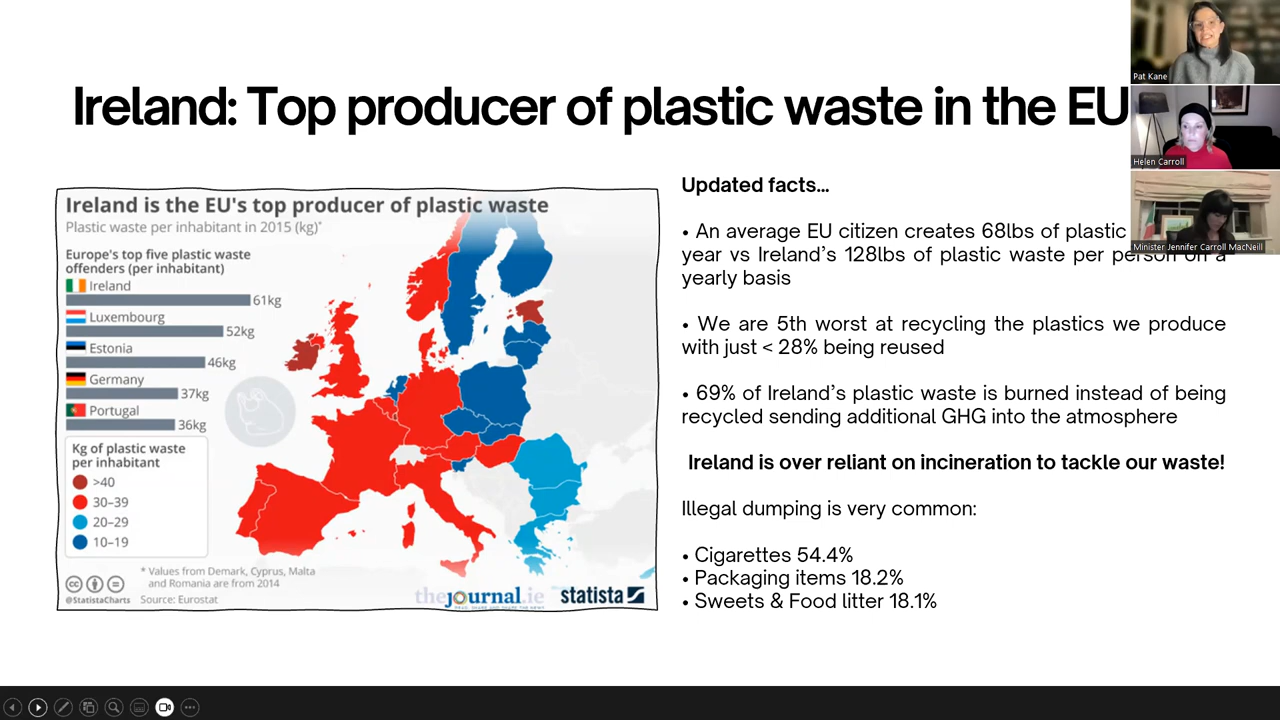 Ireland: Top producer of plastic waste in the EU
Pat Kane
Helen Carroll
Minister Jennifer Carroll MacNeill
Ireland is the EU's top producer of plastic waste
Plastic waste per inhabitant in 2015 (kg)*
Europe's top five plastic waste
offenders (per inhabitant)
Ireland
61kg
Luxembourg
52kg
Estonia
46kg
Germany
37kg
Portugal
36kg
Kg of plastic waste
per inhabitant
>40
30–39
20–29
10–19
* Values from Demark, Cyprus, Malta
and Romania are from 2014
@StatistaCharts Source: Eurostat
thejournal.ie
statista
Updated facts...
• An average EU citizen creates 68lbs of plastic
year vs Ireland's 128lbs of plastic waste per person on a
yearly basis
• We are 5th worst at recycling the plastics we produce
with just < 28% being reused
• 69% of Ireland's plastic waste is burned instead of being
recycled sending additional GHG into the atmosphere
Ireland is over reliant on incineration to tackle our waste!
Illegal dumping is very common:
• Cigarettes 54.4%
• Packaging items 18.2%
• Sweets & Food litter 18.1%